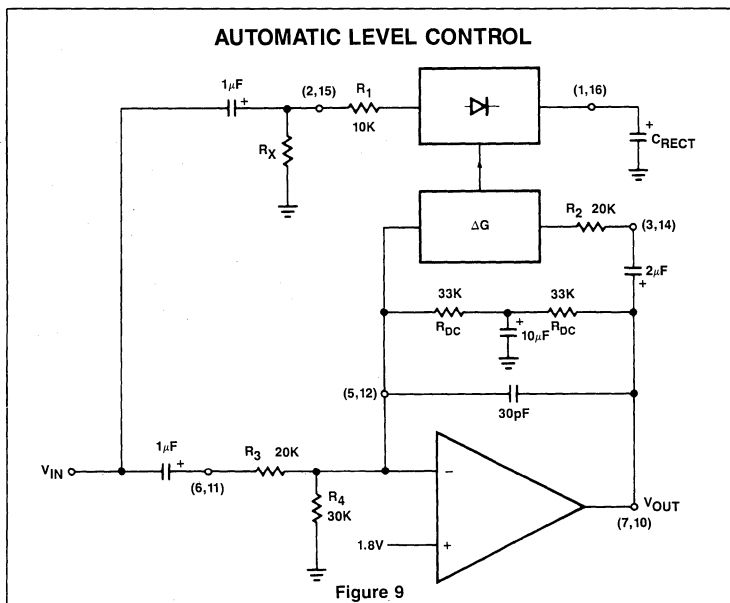 AUTOMATIC LEVEL CONTROL
1µF
+
(2,15)
R1
10K
(1,16)
+
CRECT
RX
ΔG
R2 20K
(3,14)
2µF
+
33K
RDC
33K
RDC
+
10µF
(5,12)
30pF
VIN
1µF
+
(6,11)
R3 20K
R4
30K
−
+
1.8V
VOUT
(7,10)
Figure 9